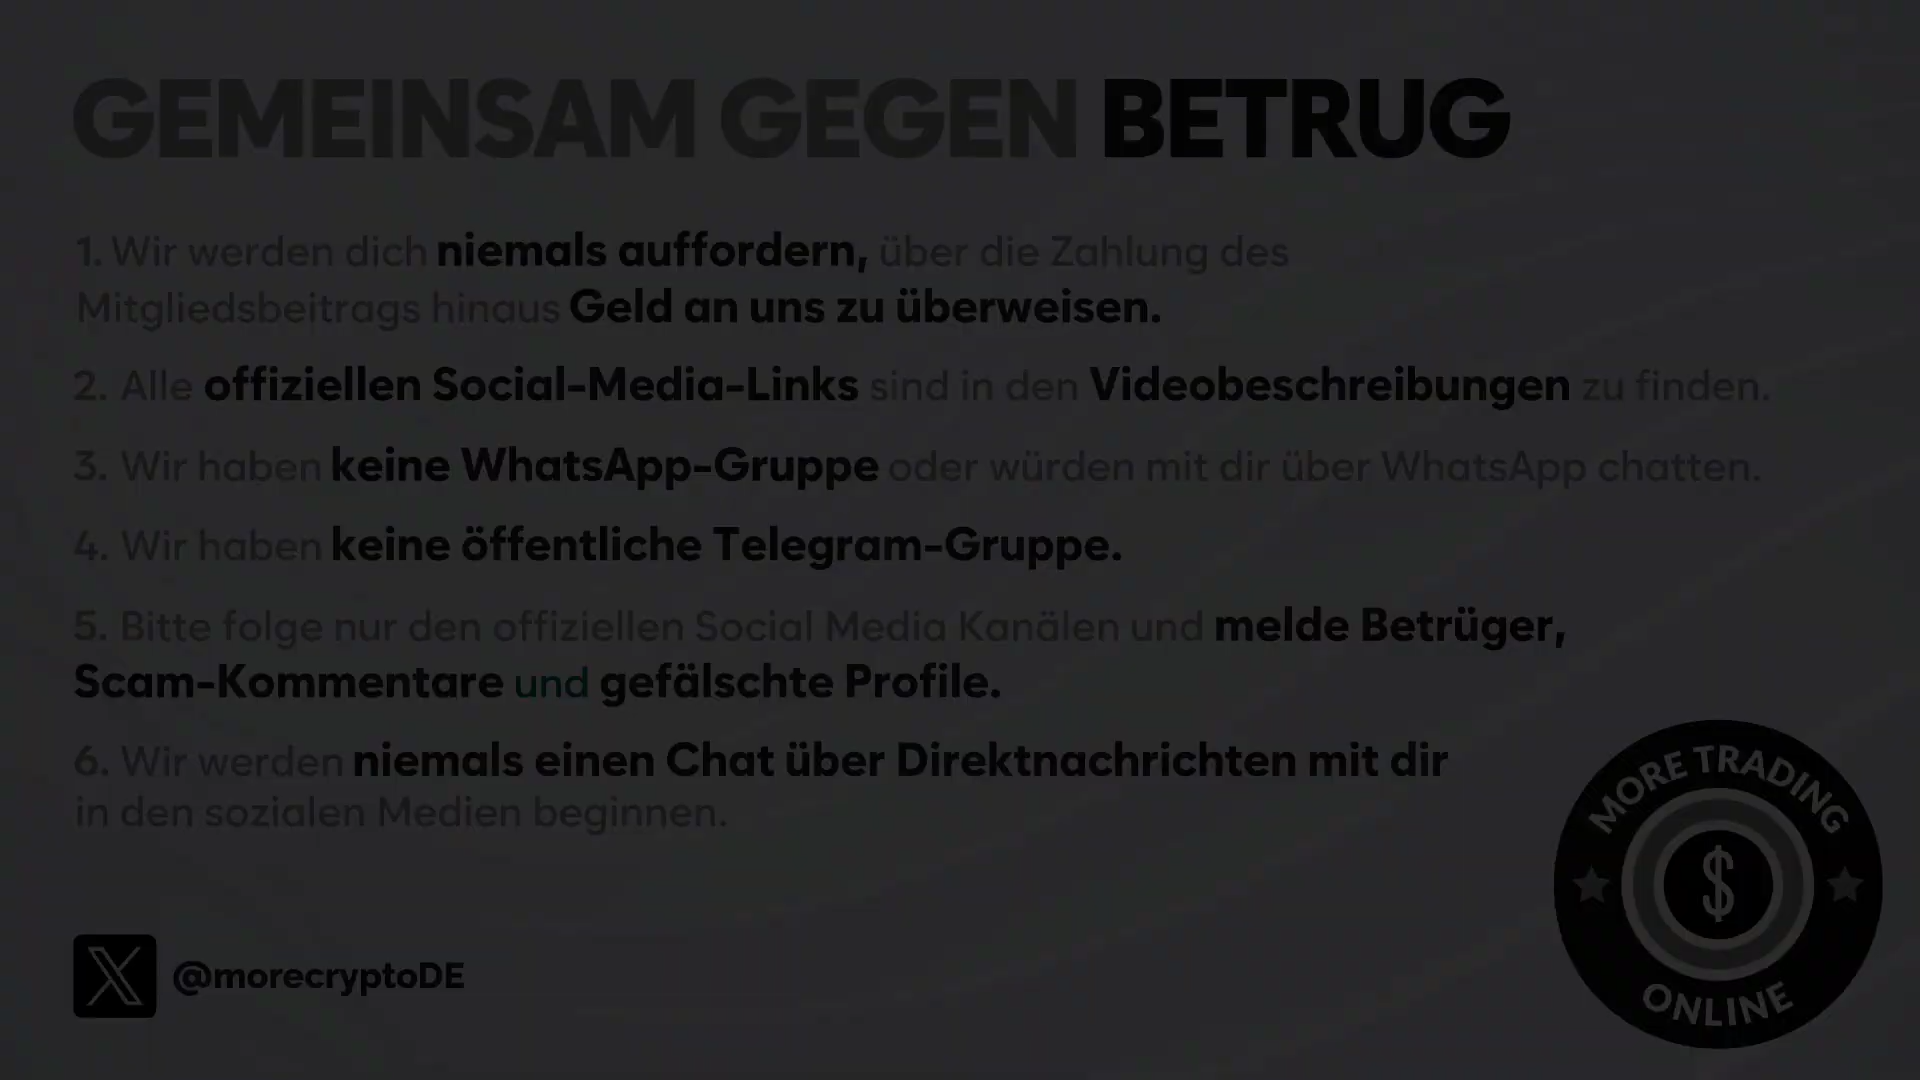 GEMEINSAM GEGEN BETRUG
1. Wir werden dich niemals auffordern, über die Zahlung des
Mitgliedsbeitrags hinaus Geld an uns zu überweisen.
2. Alle offiziellen Social-Media-Links sind in den Videobeschreibungen zu finden.
3. Wir haben keine WhatsApp-Gruppe oder würden mit dir über WhatsApp chatten.
4. Wir haben keine öffentliche Telegram-Gruppe.
5. Bitte folge nur den offiziellen Social Media Kanälen und melde Betrüger,
Scam-Kommentare und gefälschte Profile.
6. Wir werden niemals einen Chat über Direktnachrichten mit dir
in den sozialen Medien beginnen.
@morecryptoDE
MORE TRADING
$
ONLINE